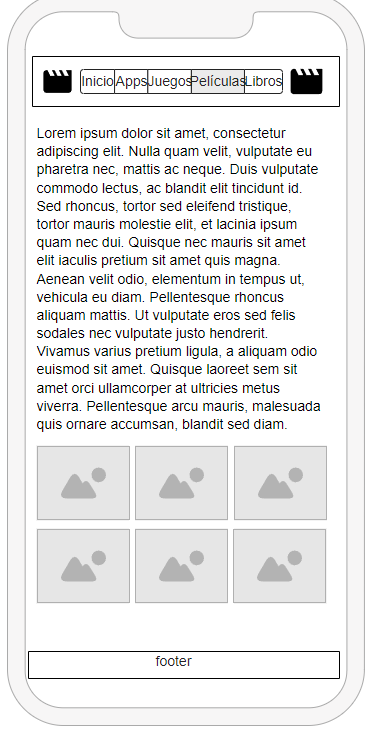 Inicio Apps Juegos Películas Libros
Lorem ipsum dolor sit amet, consectetur
adipiscing elit. Nulla quam velit, vulputate eu
pharetra nec, mattis ac neque. Duis vulputate
commodo lectus, ac blandit elit tincidunt id.
Sed rhoncus, tortor sed eleifend tristique,
tortor mauris molestie elit, et lacinia ipsum
quam nec dui. Quisque nec mauris sit amet
elit iaculis pretium sit amet quis magna.
Aenean velit odio, elementum in tempus ut,
vehicula eu diam. Pellentesque rhoncus
aliquam mattis. Ut vulputate eros sed felis
sodales nec vulputate justo hendrerit.
Vivamus varius pretium ligula, a aliquam odio
euismod sit amet. Quisque laoreet sem sit
amet orci ullamcorper at ultricies metus
viverra. Pellentesque arcu mauris, malesuada
quis ornare accumsan, blandit sed diam.
footer